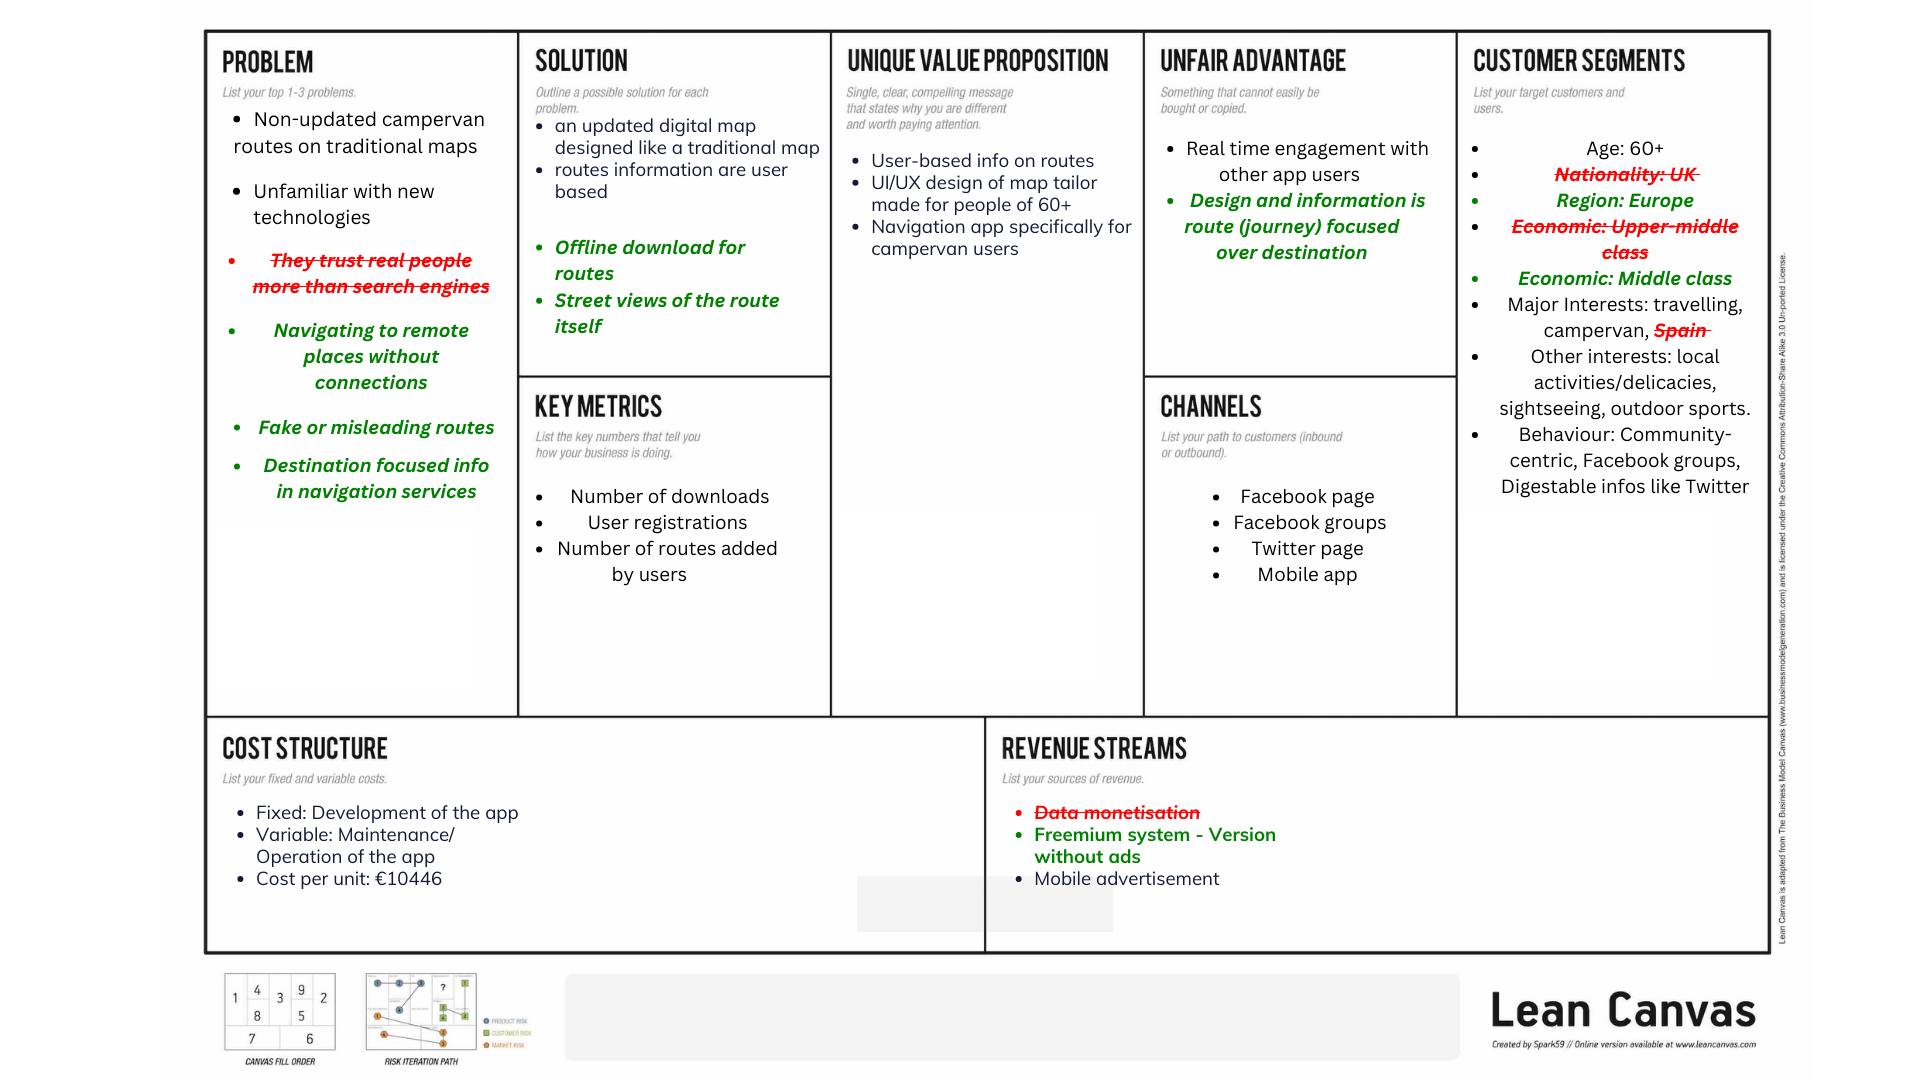 PROBLEM
List your top 1-3 problems.
• Non-updated campervan
routes on traditional maps
• Unfamiliar with new
technologies
• They trust real people
more than search engines
• Navigating to remote
places without
connections
• Fake or misleading routes
• Destination focused info
in navigation services
SOLUTION
Outline a possible solution for each
problem.
• an updated digital map
designed like a traditional map
• routes information are user
based
• Offline download for
routes
• Street views of the route
itself
KEY METRICS
List the key numbers that tell you
how your business is doing.
• Number of downloads
• User registrations
• Number of routes added
by users
UNIQUE VALUE PROPOSITION
Single, clear, compelling message
that states why you are different
and worth paying attention.
• User-based info on routes
• UI/UX design of map tailor
made for people of 60+
• Navigation app specifically for
campervan users
UNFAIR ADVANTAGE
Something that cannot easily be
bought or copied.
• Real time engagement with
other app users
• Design and information is
route (journey) focused
over destination
CHANNELS
List your path to customers (inbound
or outbound).
• Facebook page
• Facebook groups
• Twitter page
• Mobile app
CUSTOMER SEGMENTS
List your target customers and
users.
• Age: 60+
• Nationality: UK
• Region: Europe
• Economic: Upper-middle
class
• Economic: Middle class
• Major Interests: travelling,
campervan, Spain
• Other interests: local
activities/delicacies,
sightseeing, outdoor sports.
• Behaviour: Community-
centric, Facebook groups,
Digestable infos like Twitter
COST STRUCTURE
List your fixed and variable costs.
• Fixed: Development of the app
• Variable: Maintenance/
Operation of the app
• Cost per unit: €10446
REVENUE STREAMS
List your sources of revenue.
• Data monetisation
• Freemium system - Version
without ads
• Mobile advertisement
Lean Canvas is adapted from The Business Model Canvas (www.businessmodelgeneration.com) and is licensed under the Creative Commons Attribution-Share Alike 3.0 Un-ported License.
1 4 3 9 2
8 5
7 6
CANVAS FILL ORDER
?
PRODUCT RISK
CUSTOMER RISK
MARKET RISK
RISK ITERATION PATH
Lean Canvas
Created by Spark59 // Online version available at www.leancanvas.com